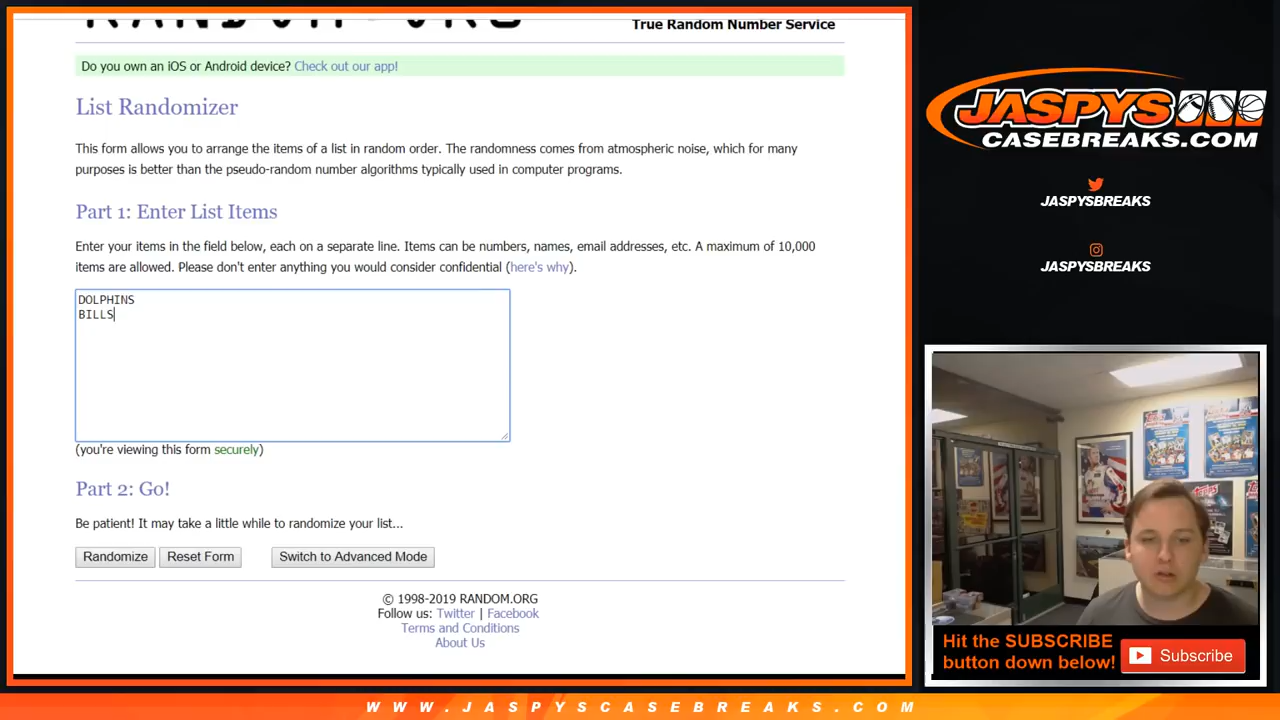 RANDOM.ORG
True Random Number Service
Do you own an iOS or Android device? Check out our app!
List Randomizer
This form allows you to arrange the items of a list in random order. The randomness comes from atmospheric noise, which for many
purposes is better than the pseudo-random number algorithms typically used in computer programs.
Part 1: Enter List Items
Enter your items in the field below, each on a separate line. Items can be numbers, names, email addresses, etc. A maximum of 10,000
items are allowed. Please don't enter anything you would consider confidential (here's why).
DOLPHINS
BILLS
(you're viewing this form securely)
Part 2: Go!
Be patient! It may take a little while to randomize your list...
Randomize
Reset Form
Switch to Advanced Mode
© 1998-2019 RANDOM.ORG
Follow us: Twitter | Facebook
Terms and Conditions
About Us
JASPYS
CASEBREAKS.COM
JASPYSBREAKS
JASPYSBREAKS
Topps
Topps
Topps
Hit the SUBSCRIBE
button down below!
Subscribe
WWW.JASPYSCASEBREAKS.COM